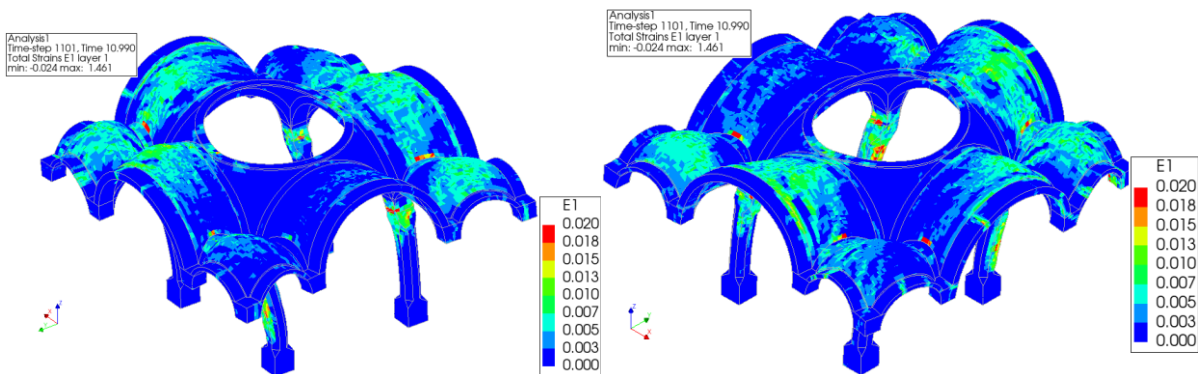 Analysis1
Time-step 1101, Time 10.990
Total Strains E1 layer 1
min: -0.024 max: 1.461
E1
0.020
0.018
0.015
0.013
0.010
0.007
0.005
0.003
0.000
Analysis1
Time-step 1101, Time 10.990
Total Strains E1 layer 1
min: -0.024 max: 1.461
E1
0.020
0.018
0.015
0.013
0.010
0.007
0.005
0.003
0.000